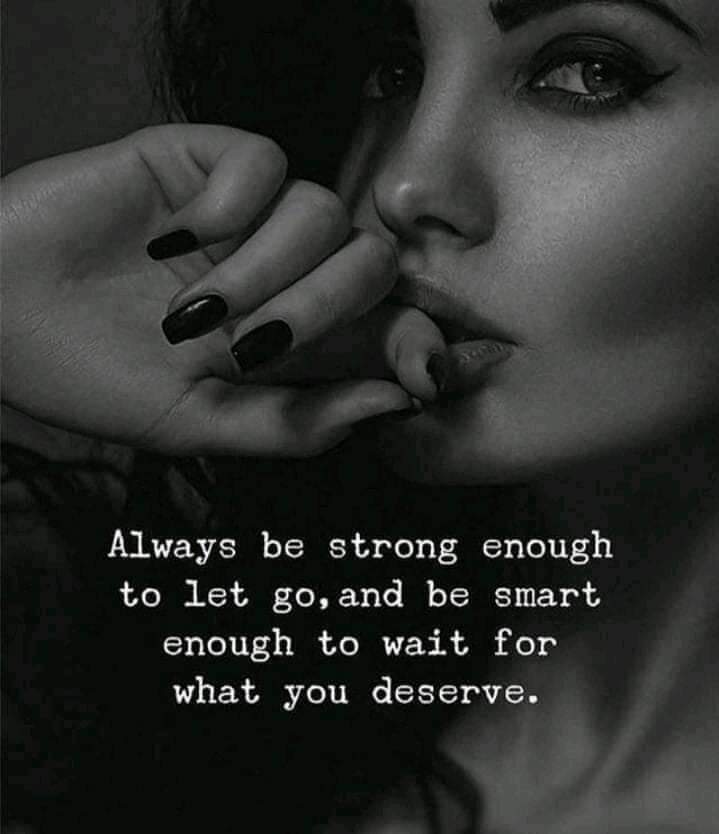 Always be strong enough
to let go,and be smart
enough to wait for
what you deserve.